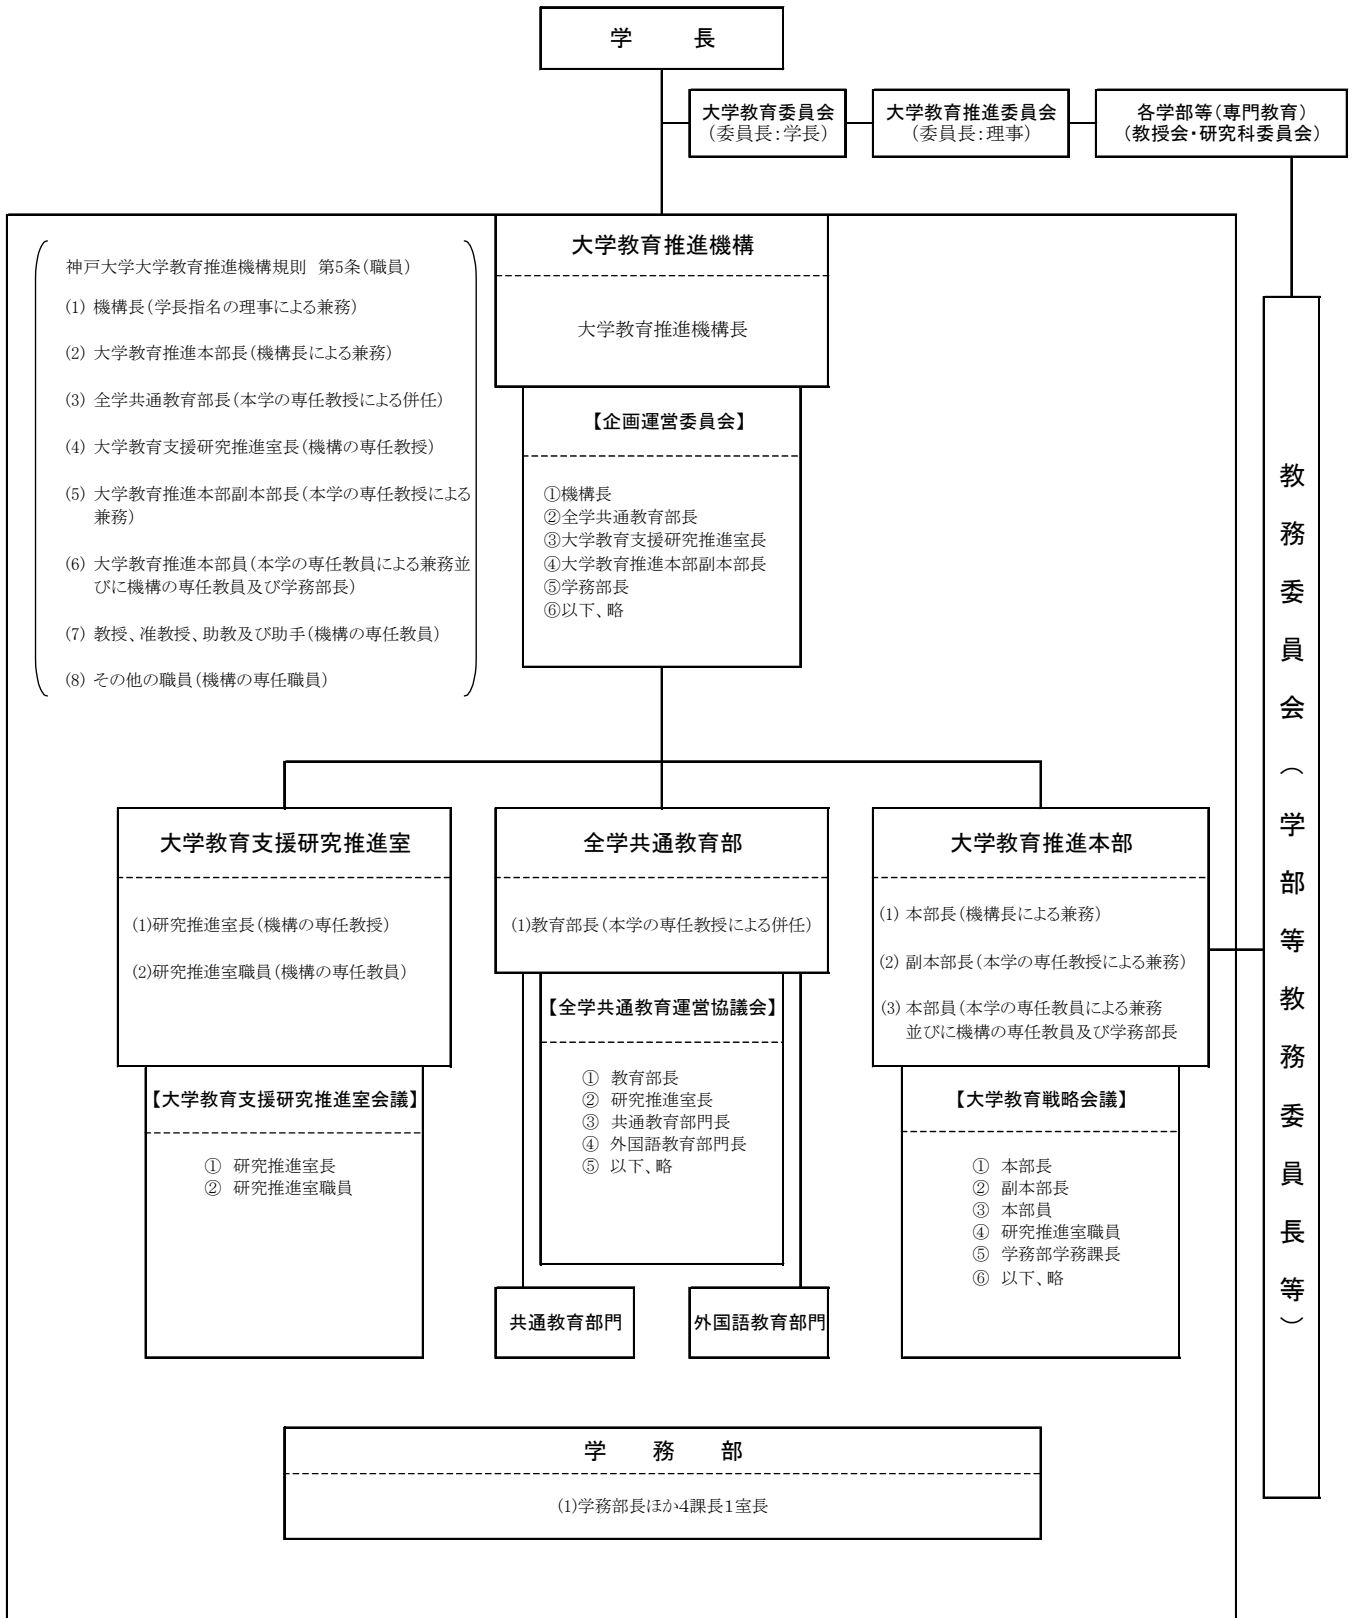 学　　長
大学教育委員会
(委員長:学長)
大学教育推進委員会
(委員長:理事)
各学部等(専門教育)
(教授会・研究科委員会)
大学教育推進機構
大学教育推進機構長
神戸大学大学教育推進機構規則　第5条(職員)
(1) 機構長(学長指名の理事による兼務)
(2) 大学教育推進本部長(機構長による兼務)
(3) 全学共通教育部長(本学の専任教授による併任)
(4) 大学教育支援研究推進室長(機構の専任教授)
(5) 大学教育推進本部副本部長(本学の専任教授による
兼務)
(6) 大学教育推進本部員(本学の専任教員による兼務並
びに機構の専任教員及び学務部長)
(7) 教授、准教授、助教及び助手(機構の専任教員)
(8) その他の職員(機構の専任職員)
【企画運営委員会】
①機構長
②全学共通教育部長
③大学教育支援研究推進室長
④大学教育推進本部副本部長
⑤学務部長
⑥以下、略
教務委員会(学部等教務委員長等)
大学教育支援研究推進室
(1)研究推進室長(機構の専任教授)
(2)研究推進室職員(機構の専任教員)
【大学教育支援研究推進室会議】
① 研究推進室長
② 研究推進室職員
全学共通教育部
(1)教育部長(本学の専任教授による併任)
【全学共通教育運営協議会】
① 教育部長
② 研究推進室長
③ 共通教育部門長
④ 外国語教育部門長
⑤ 以下、略
共通教育部門
外国語教育部門
大学教育推進本部
(1) 本部長(機構長による兼務)
(2) 副本部長(本学の専任教授による兼務)
(3) 本部員(本学の専任教員による兼務
並びに機構の専任教員及び学務部長
【大学教育戦略会議】
① 本部長
② 副本部長
③ 本部員
④ 研究推進室職員
⑤ 学務部学務課長
⑥ 以下、略
学　務　部
(1)学務部長ほか4課長1室長